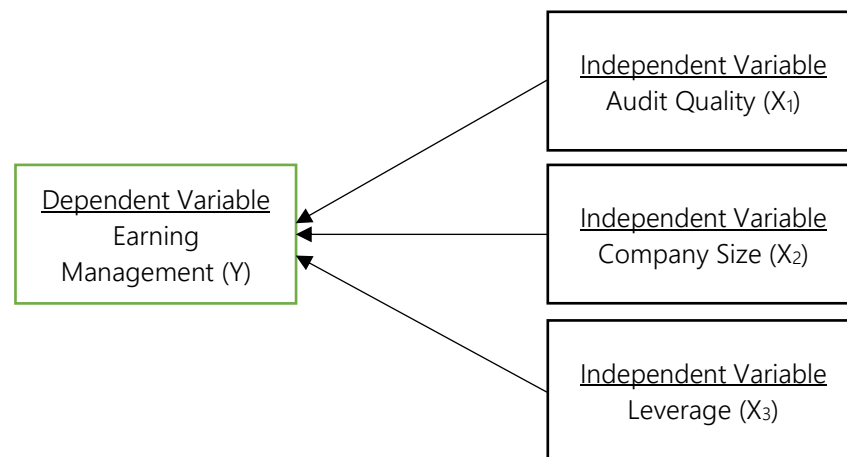 Independent Variable
Audit Quality (X₁)
Dependent Variable
Earning
Management (Y)
Independent Variable
Company Size (X₂)
Independent Variable
Leverage (X₃)